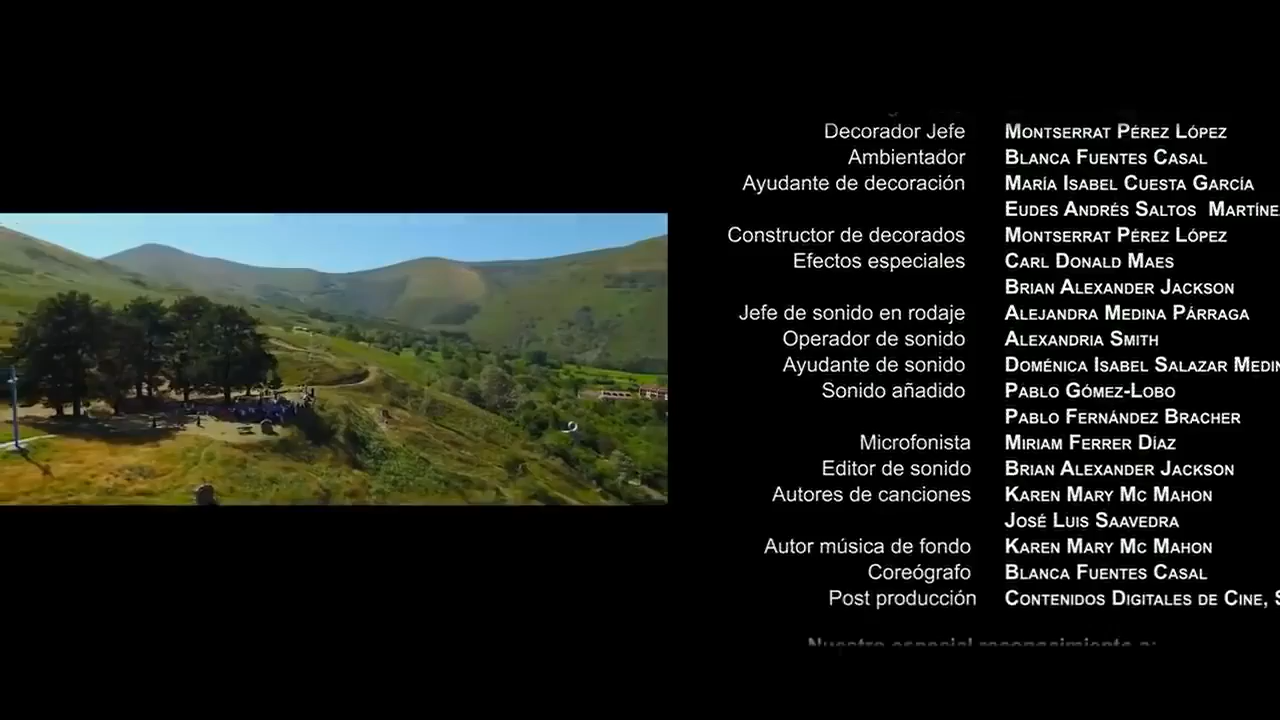 Decorador Jefe MONTSERRAT PÉREZ LÓPEZ
Ambientador BLANCA FUENTES CASAL
Ayudante de decoración MARÍA ISABEL CUESTA GARCÍA
EUDES ANDRÉS SALTOS MARTÍNE
Constructor de decorados MONTSERRAT PÉREZ LÓPEZ
Efectos especiales CARL DONALD MAES
BRIAN ALEXANDER JACKSON
Jefe de sonido en rodaje ALEJANDRA MEDINA PÁRRAGA
Operador de sonido ALEXANDRIA SMITH
Ayudante de sonido DOMÉNICA ISABEL SALAZAR MEDIN
Sonido añadido PABLO GÓMEZ-LOBO
PABLO FERNÁNDEZ BRACHER
Microfonista MIRIAM FERRER DÍAZ
Editor de sonido BRIAN ALEXANDER JACKSON
Autores de canciones KAREN MARY MC MAHON
JOSÉ LUIS SAAVEDRA
Autor música de fondo KAREN MARY MC MAHON
Coreógrafo BLANCA FUENTES CASAL
Post producción CONTENIDOS DIGITALES DE CINE, S
Nuestro especial reconocimiento a: